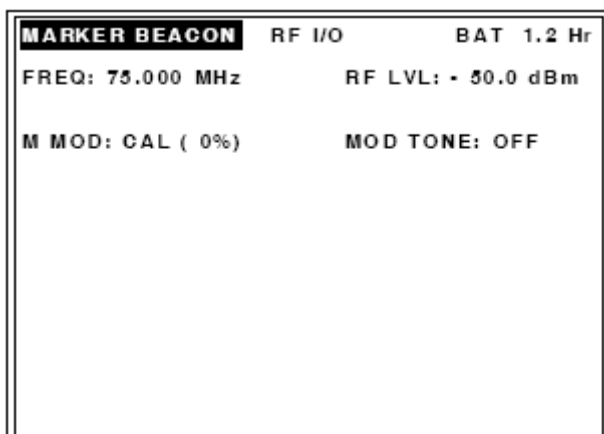 MARKER BEACON RF I/O BAT 1.2 Hr
FREQ: 75.000 MHz RF LVL: - 50.0 dBm
M MOD: CAL ( 0%) MOD TONE: OFF